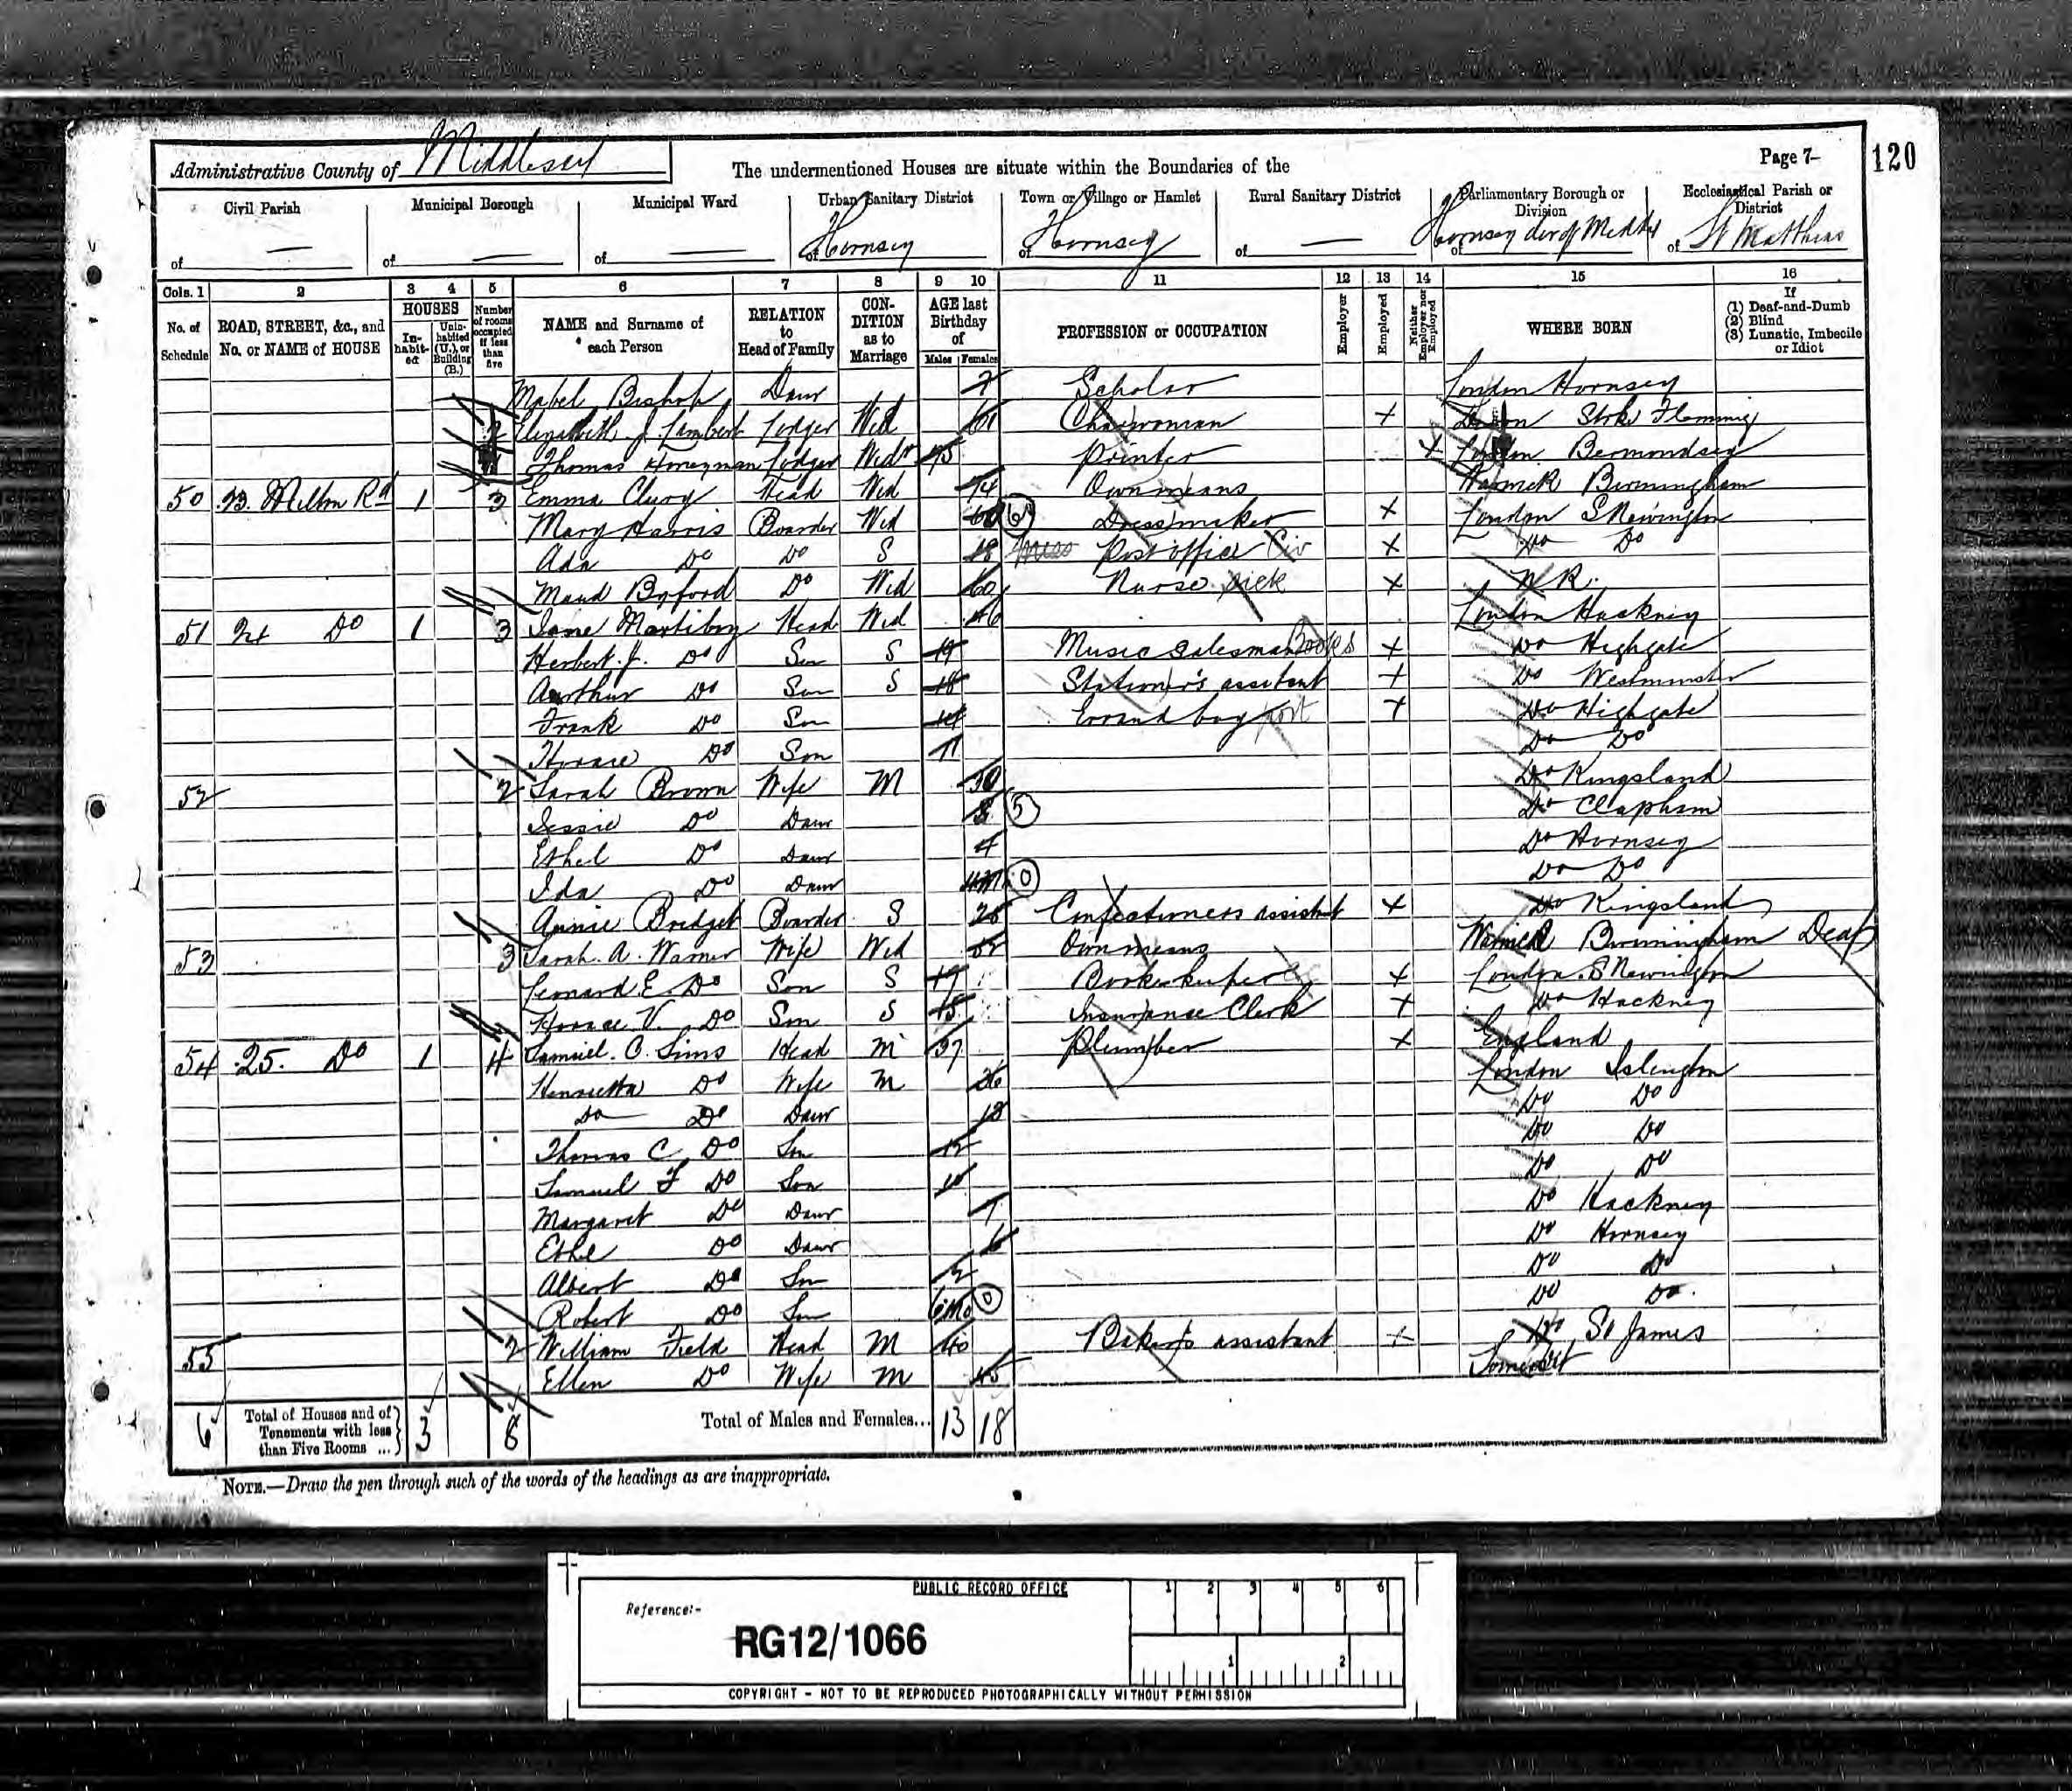 Administrative County of Middlesex
The undermentioned Houses are situate within the Boundaries of the
Page 7
120
Civil Parish of —
Municipal Borough of —
Municipal Ward of —
Urban Sanitary District of Hornsey
Town or Village or Hamlet of Hornsey
Rural Sanitary District of —
Parliamentary Borough or Division of Hornsey div of Middx
Ecclesiastical Parish or District of St Matthias
Cols. 1 2 3 4 5 6 7 8 9 10 11 12 13 14 15 16
No. of Schedule
ROAD, STREET, &c., and No. or NAME of HOUSE
HOUSES
In-habit-ed
Unin-habited (U.), or Building (B.)
Number of rooms occupied if less than five
NAME and Surname of each Person
RELATION to Head of Family
CON-DITION as to Marriage
AGE last Birthday of
Males Females
PROFESSION or OCCUPATION
Employer
Employed
Neither Employer nor Employed
WHERE BORN
If
(1) Deaf-and-Dumb
(2) Blind
(3) Lunatic, Imbecile or Idiot
Mabel Bishop Daur 7 Scholar London Hornsey
Elizabeth J. Lambert Lodger Wid 61 Charwoman X Stoke Flemming
Thomas Honeyman Lodger Widr 75 Printer X London Bermondsey
50 23. Milton Rd 1 3 Emma Clury Head Wid 74 Own means Warwick Birmingham
Mary Harris Boarder Wid 60 Dressmaker X London S Newington
Ada Do Do S 18 Post office Civ X Do Do
Maud Byford Do Wid 60 Nurse sick X N.R.
51 24 Do 1 3 Jane Head Wid 46 London Hackney
Herbert J. Do Son S 19 Music salesman X Do Highgate
Arthur Do Son S 18 Stationer's assistant X Do Westminster
Frank Do Son 14 Errand boy port X Do Highgate
Horace Do Son 11 Do Do
52 2 Sarah Brown Wife M 30 Do Kingsland
Jessie Do Daur 8 5 Do Clapham
Ethel Do Daur 4 Do Hornsey
Ida Do Daur 0 Do Do
Annie Bridget Boarder S 26 Confectioners assistant X Do Kingsland
53 3 Sarah. A. Warner Wife Wid 52 Own means Warwick Birmingham Deaf
Leonard E. Do Son S 19 Bookkeeper X London. S Newington
Horace V. Do Son S 15 Insurance Clerk X Do Hackney
54 25. Do 1 4 Samuel. C. Sims Head M 37 Plumber X England
Henrietta Do Wife M 36 London Islington
Do Do Daur 13 Do Do
Thomas C Do Son 12 Do Do
Samuel F Do Son 10 Do Do
Margaret Do Daur 7 Do Hackney
Ethel Do Daur 6 Do Hornsey
Albert Do Son 2 Do Do
Robert Do Son 6 mo 0 Do Do.
55 2 William Field Head M 40 Bakers assistant X Do St James
Ellen Do Wife M 45 Somerset
6 Total of Houses and of Tenements with less than Five Rooms ... 3 8 Total of Males and Females... 13 18
NOTE.—Draw the pen through such of the words of the headings as are inappropriate.
PUBLIC RECORD OFFICE
1 2 3 4 5 6
Reference:-
RG12/1066
1 2
COPYRIGHT - NOT TO BE REPRODUCED PHOTOGRAPHICALLY WITHOUT PERMISSION